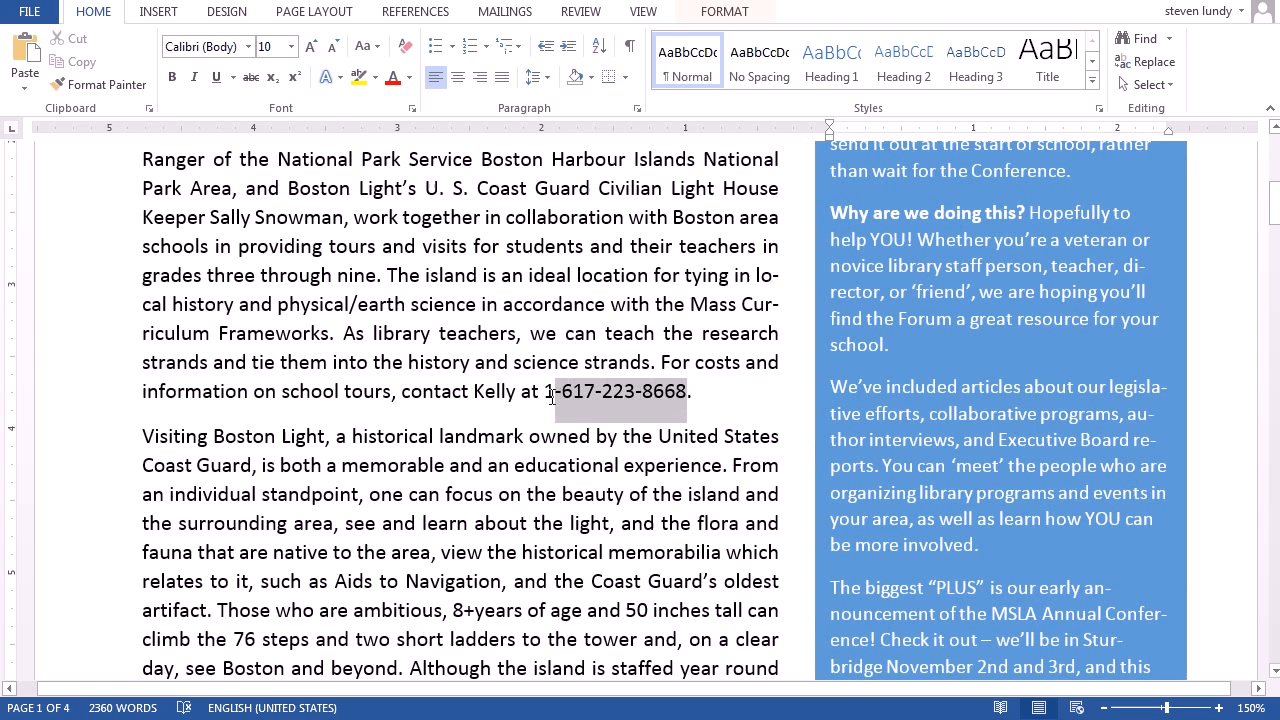 FILE HOME INSERT DESIGN PAGE LAYOUT REFERENCES MAILINGS REVIEW VIEW FORMAT steven lundy
Paste
Cut
Copy
Format Painter
Clipboard
Calibri (Body) 10 Aa
B I U abc x₂ x² A ab A
Font
Paragraph
AaBbCcDc AaBbCcDc AaBbCc AaBbCcD AaBbCcD AaBl
¶ Normal No Spacing Heading 1 Heading 2 Heading 3 Title
Styles
Find
Replace
Select
Editing
5 4 3 2 1 1 2
3
4
5
Ranger of the National Park Service Boston Harbour Islands National
Park Area, and Boston Light’s U. S. Coast Guard Civilian Light House
Keeper Sally Snowman, work together in collaboration with Boston area
schools in providing tours and visits for students and their teachers in
grades three through nine. The island is an ideal location for tying in lo-
cal history and physical/earth science in accordance with the Mass Cur-
riculum Frameworks. As library teachers, we can teach the research
strands and tie them into the history and science strands. For costs and
information on school tours, contact Kelly at 1-617-223-8668.
Visiting Boston Light, a historical landmark owned by the United States
Coast Guard, is both a memorable and an educational experience. From
an individual standpoint, one can focus on the beauty of the island and
the surrounding area, see and learn about the light, and the flora and
fauna that are native to the area, view the historical memorabilia which
relates to it, such as Aids to Navigation, and the Coast Guard’s oldest
artifact. Those who are ambitious, 8+years of age and 50 inches tall can
climb the 76 steps and two short ladders to the tower and, on a clear
day, see Boston and beyond. Although the island is staffed year round
send it out at the start of school, rather
than wait for the Conference.
Why are we doing this? Hopefully to
help YOU! Whether you’re a veteran or
novice library staff person, teacher, di-
rector, or ‘friend’, we are hoping you’ll
find the Forum a great resource for your
school.
We’ve included articles about our legisla-
tive efforts, collaborative programs, au-
thor interviews, and Executive Board re-
ports. You can ‘meet’ the people who are
organizing library programs and events in
your area, as well as learn how YOU can
be more involved.
The biggest “PLUS” is our early an-
nouncement of the MSLA Annual Confer-
ence! Check it out – we’ll be in Stur-
bridge November 2nd and 3rd, and this
PAGE 1 OF 4 2360 WORDS ENGLISH (UNITED STATES) 150%